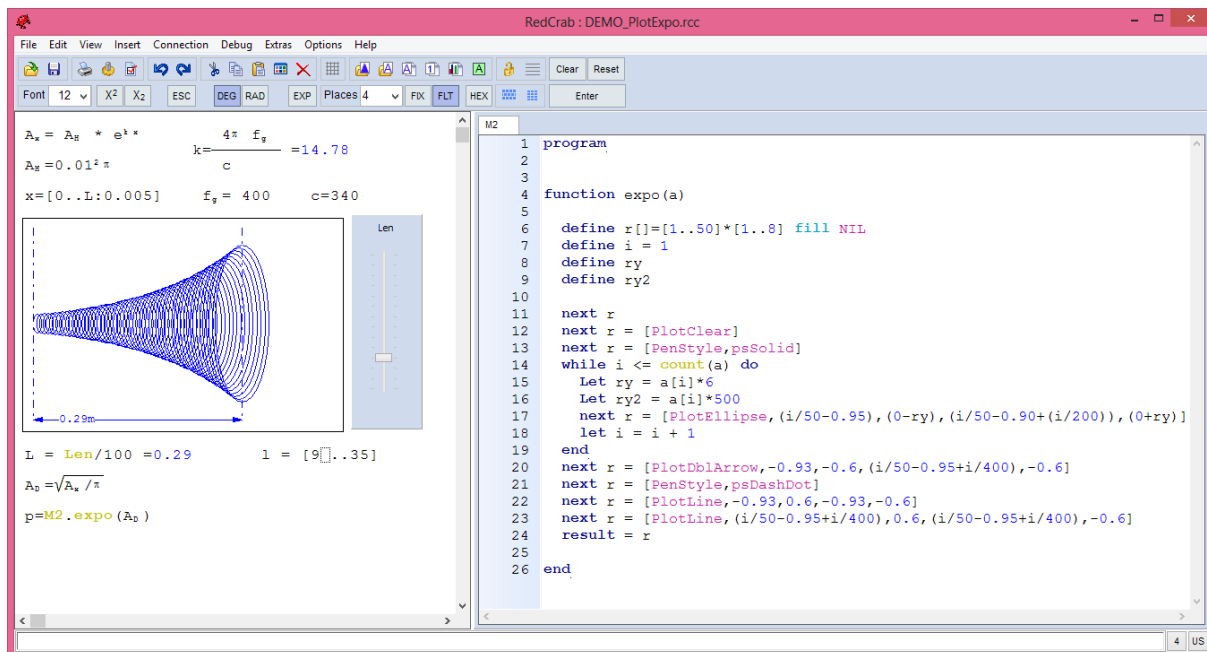 RedCrab : DEMO_PlotExpo.rcc
File Edit View Insert Connection Debug Extras Options Help
Clear Reset
Font 12 X² X₂ ESC DEG RAD EXP Places 4 FIX FLT HEX Enter
Aₓ = A_H * e^(k x)
4π f_g
k= =14.78
c
A_H=0.01² π
x=[0..L:0.005] f_g = 400 c=340
Len
0.29m
L = Len/100 =0.29 l = [9..35]
A_D=√Aₓ/π
p=M2.expo(A_D)
M2
1 program
2
3
4 function expo(a)
5
6 define r[]=[1..50]*[1..8] fill NIL
7 define i = 1
8 define ry
9 define ry2
10
11 next r
12 next r = [PlotClear]
13 next r = [PenStyle,psSolid]
14 while i <= count(a) do
15 Let ry = a[i]*6
16 Let ry2 = a[i]*500
17 next r = [PlotEllipse,(i/50-0.95),(0-ry),(i/50-0.90+(i/200)),(0+ry)]
18 let i = i + 1
19 end
20 next r = [PlotDblArrow,-0.93,-0.6,(i/50-0.95+i/400),-0.6]
21 next r = [PenStyle,psDashDot]
22 next r = [PlotLine,-0.93,0.6,-0.93,-0.6]
23 next r = [PlotLine,(i/50-0.95+i/400),0.6,(i/50-0.95+i/400),-0.6]
24 result = r
25
26 end
4 US